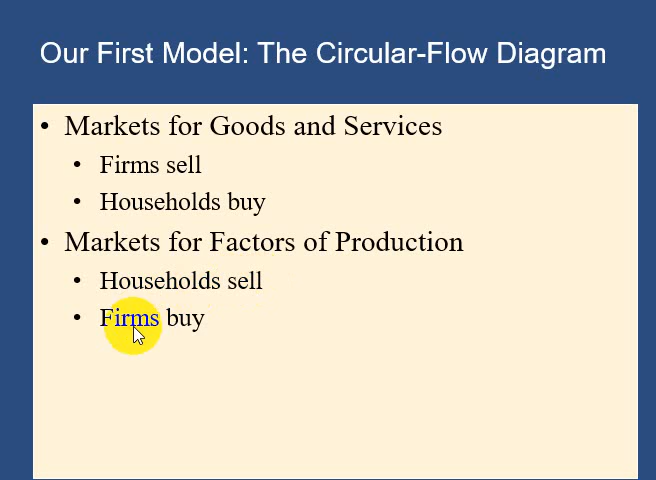 Our First Model: The Circular-Flow Diagram
• Markets for Goods and Services
• Firms sell
• Households buy
• Markets for Factors of Production
• Households sell
• Firms buy